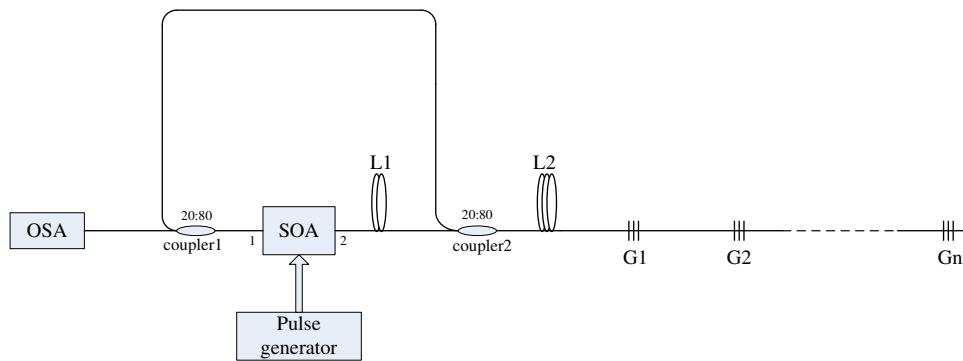 L1
L2
20:80
20:80
OSA
coupler1
1
SOA
2
coupler2
G1
G2
Gn
Pulse
generator